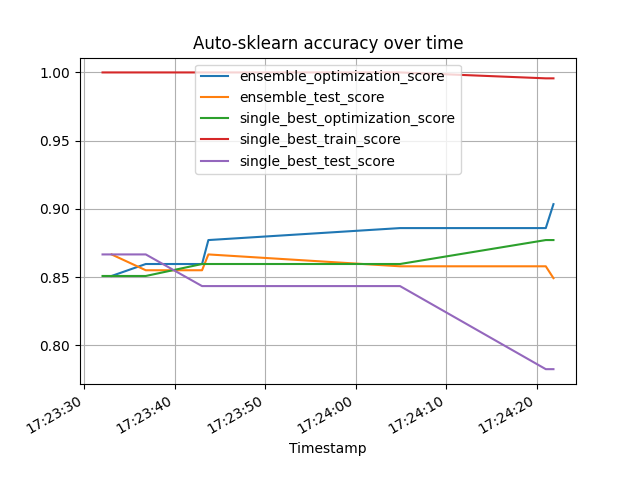 Auto-sklearn accuracy over time
1.00
0.95
0.90
0.85
0.80
ensemble_optimization_score
ensemble_test_score
single_best_optimization_score
single_best_train_score
single_best_test_score
17:23:30
17:23:40
17:23:50
17:24:00
17:24:10
17:24:20
Timestamp